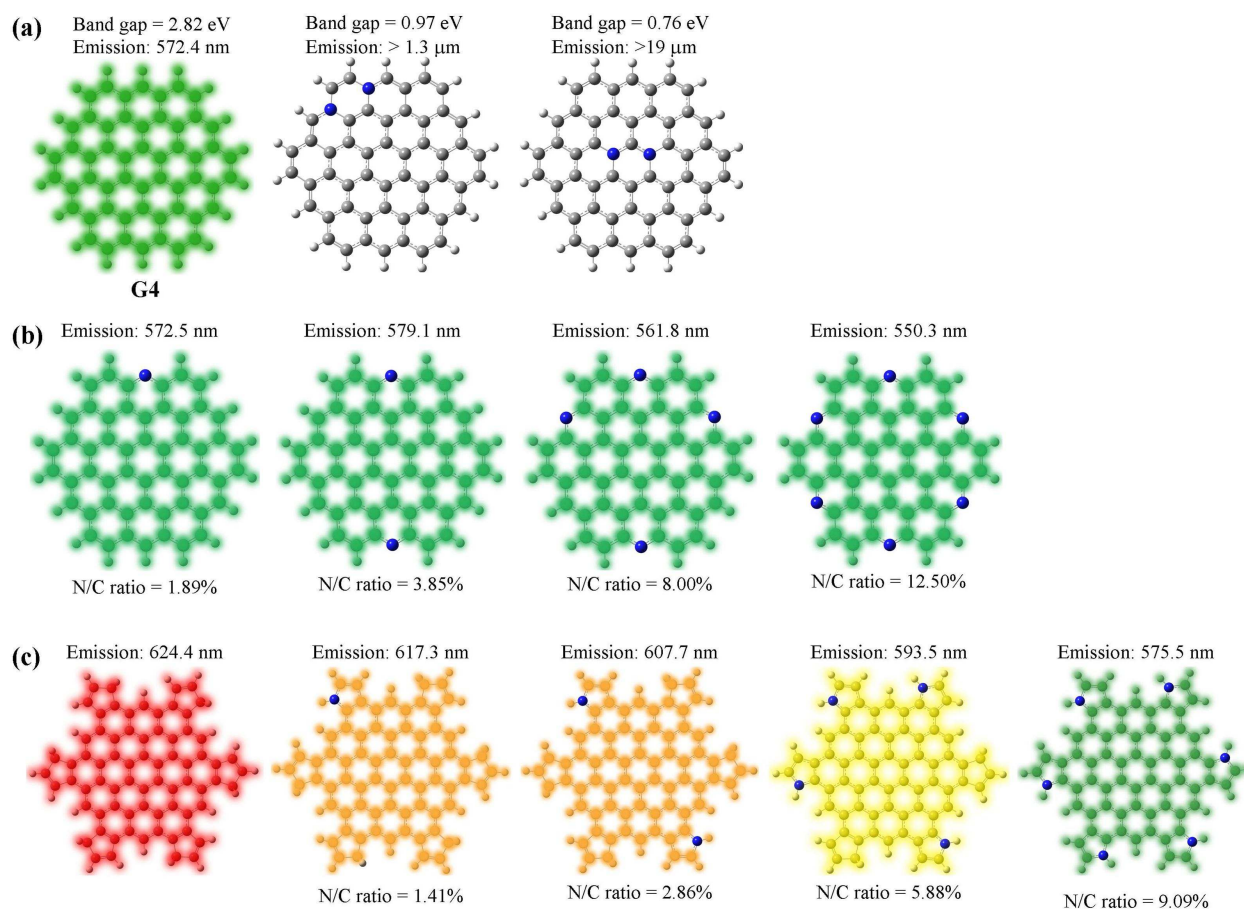 (a)
Band gap = 2.82 eV
Emission: 572.4 nm
Band gap = 0.97 eV
Emission: > 1.3 µm
Band gap = 0.76 eV
Emission: >19 µm
G4
(b)
Emission: 572.5 nm
Emission: 579.1 nm
Emission: 561.8 nm
Emission: 550.3 nm
N/C ratio = 1.89%
N/C ratio = 3.85%
N/C ratio = 8.00%
N/C ratio = 12.50%
(c)
Emission: 624.4 nm
Emission: 617.3 nm
Emission: 607.7 nm
Emission: 593.5 nm
Emission: 575.5 nm
N/C ratio = 1.41%
N/C ratio = 2.86%
N/C ratio = 5.88%
N/C ratio = 9.09%